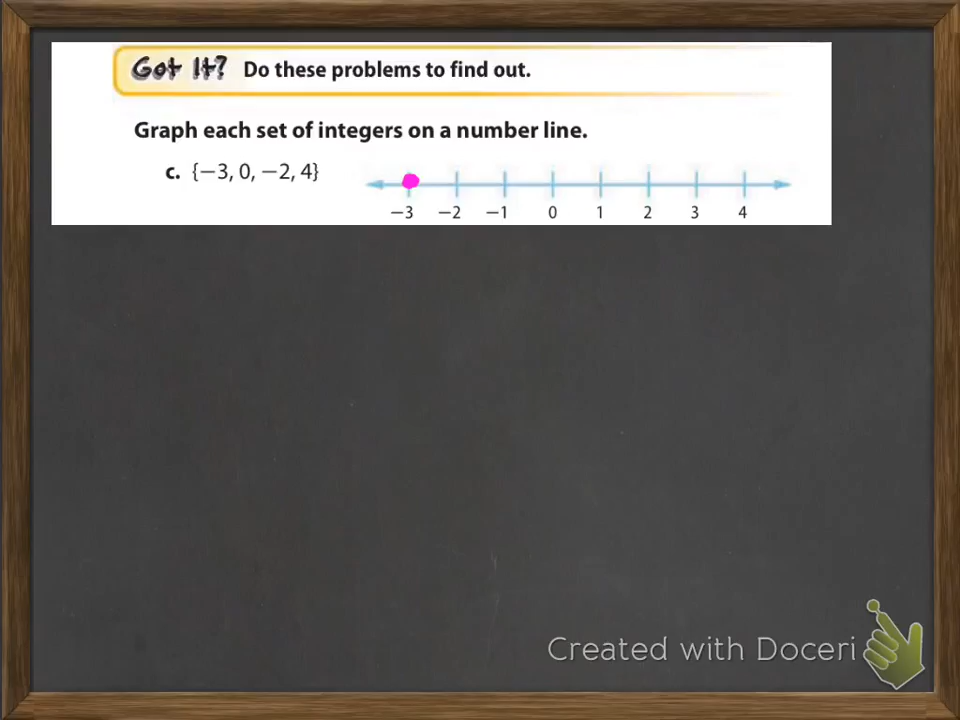 Got It? Do these problems to find out.
Graph each set of integers on a number line.
c. {−3, 0, −2, 4}
−3 −2 −1 0 1 2 3 4
Created with Doceri